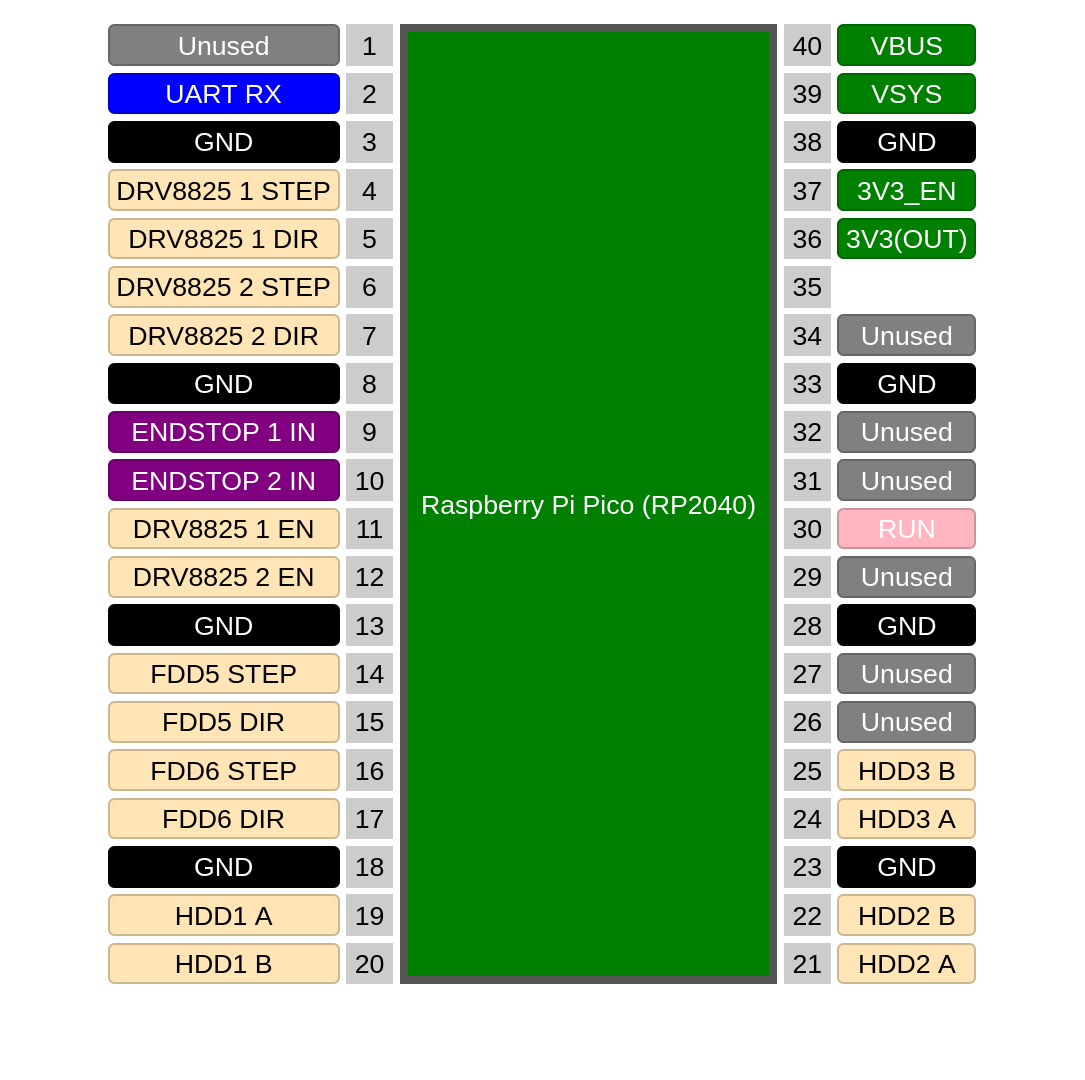 Unused 1 40 VBUS
UART RX 2 39 VSYS
GND 3 38 GND
DRV8825 1 STEP 4 37 3V3_EN
DRV8825 1 DIR 5 36 3V3(OUT)
DRV8825 2 STEP 6 35
DRV8825 2 DIR 7 34 Unused
GND 8 33 GND
ENDSTOP 1 IN 9 32 Unused
ENDSTOP 2 IN 10 31 Unused
Raspberry Pi Pico (RP2040)
DRV8825 1 EN 11 30 RUN
DRV8825 2 EN 12 29 Unused
GND 13 28 GND
FDD5 STEP 14 27 Unused
FDD5 DIR 15 26 Unused
FDD6 STEP 16 25 HDD3 B
FDD6 DIR 17 24 HDD3 A
GND 18 23 GND
HDD1 A 19 22 HDD2 B
HDD1 B 20 21 HDD2 A